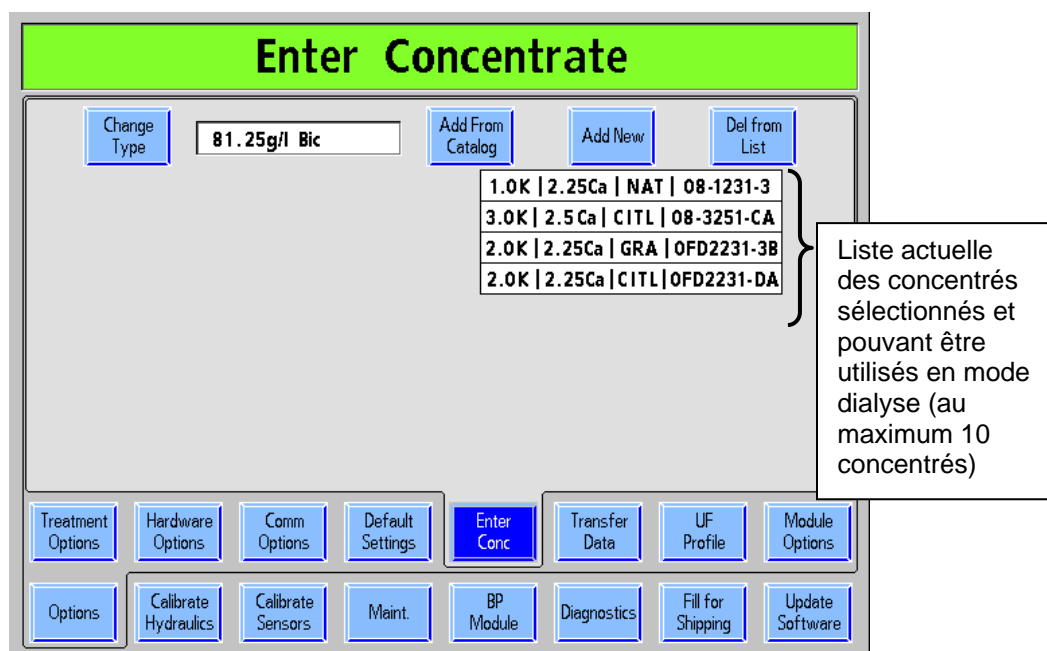 Enter Concentrate
Change
Type
81.25g/l Bic
Add From
Catalog
Add New
Del from
List
1.0K | 2.25Ca | NAT | 08-1231-3
3.0K | 2.5 Ca | CITL | 08-3251-CA
2.0K | 2.25Ca | GRA | 0FD2231-3B
2.0K | 2.25Ca | CITL | 0FD2231-DA
Liste actuelle
des concentrés
sélectionnés et
pouvant être
utilisés en mode
dialyse (au
maximum 10
concentrés)
Treatment
Options
Hardware
Options
Comm
Options
Default
Settings
Enter
Conc
Transfer
Data
UF
Profile
Module
Options
Options
Calibrate
Hydraulics
Calibrate
Sensors
Maint.
BP
Module
Diagnostics
Fill for
Shipping
Update
Software